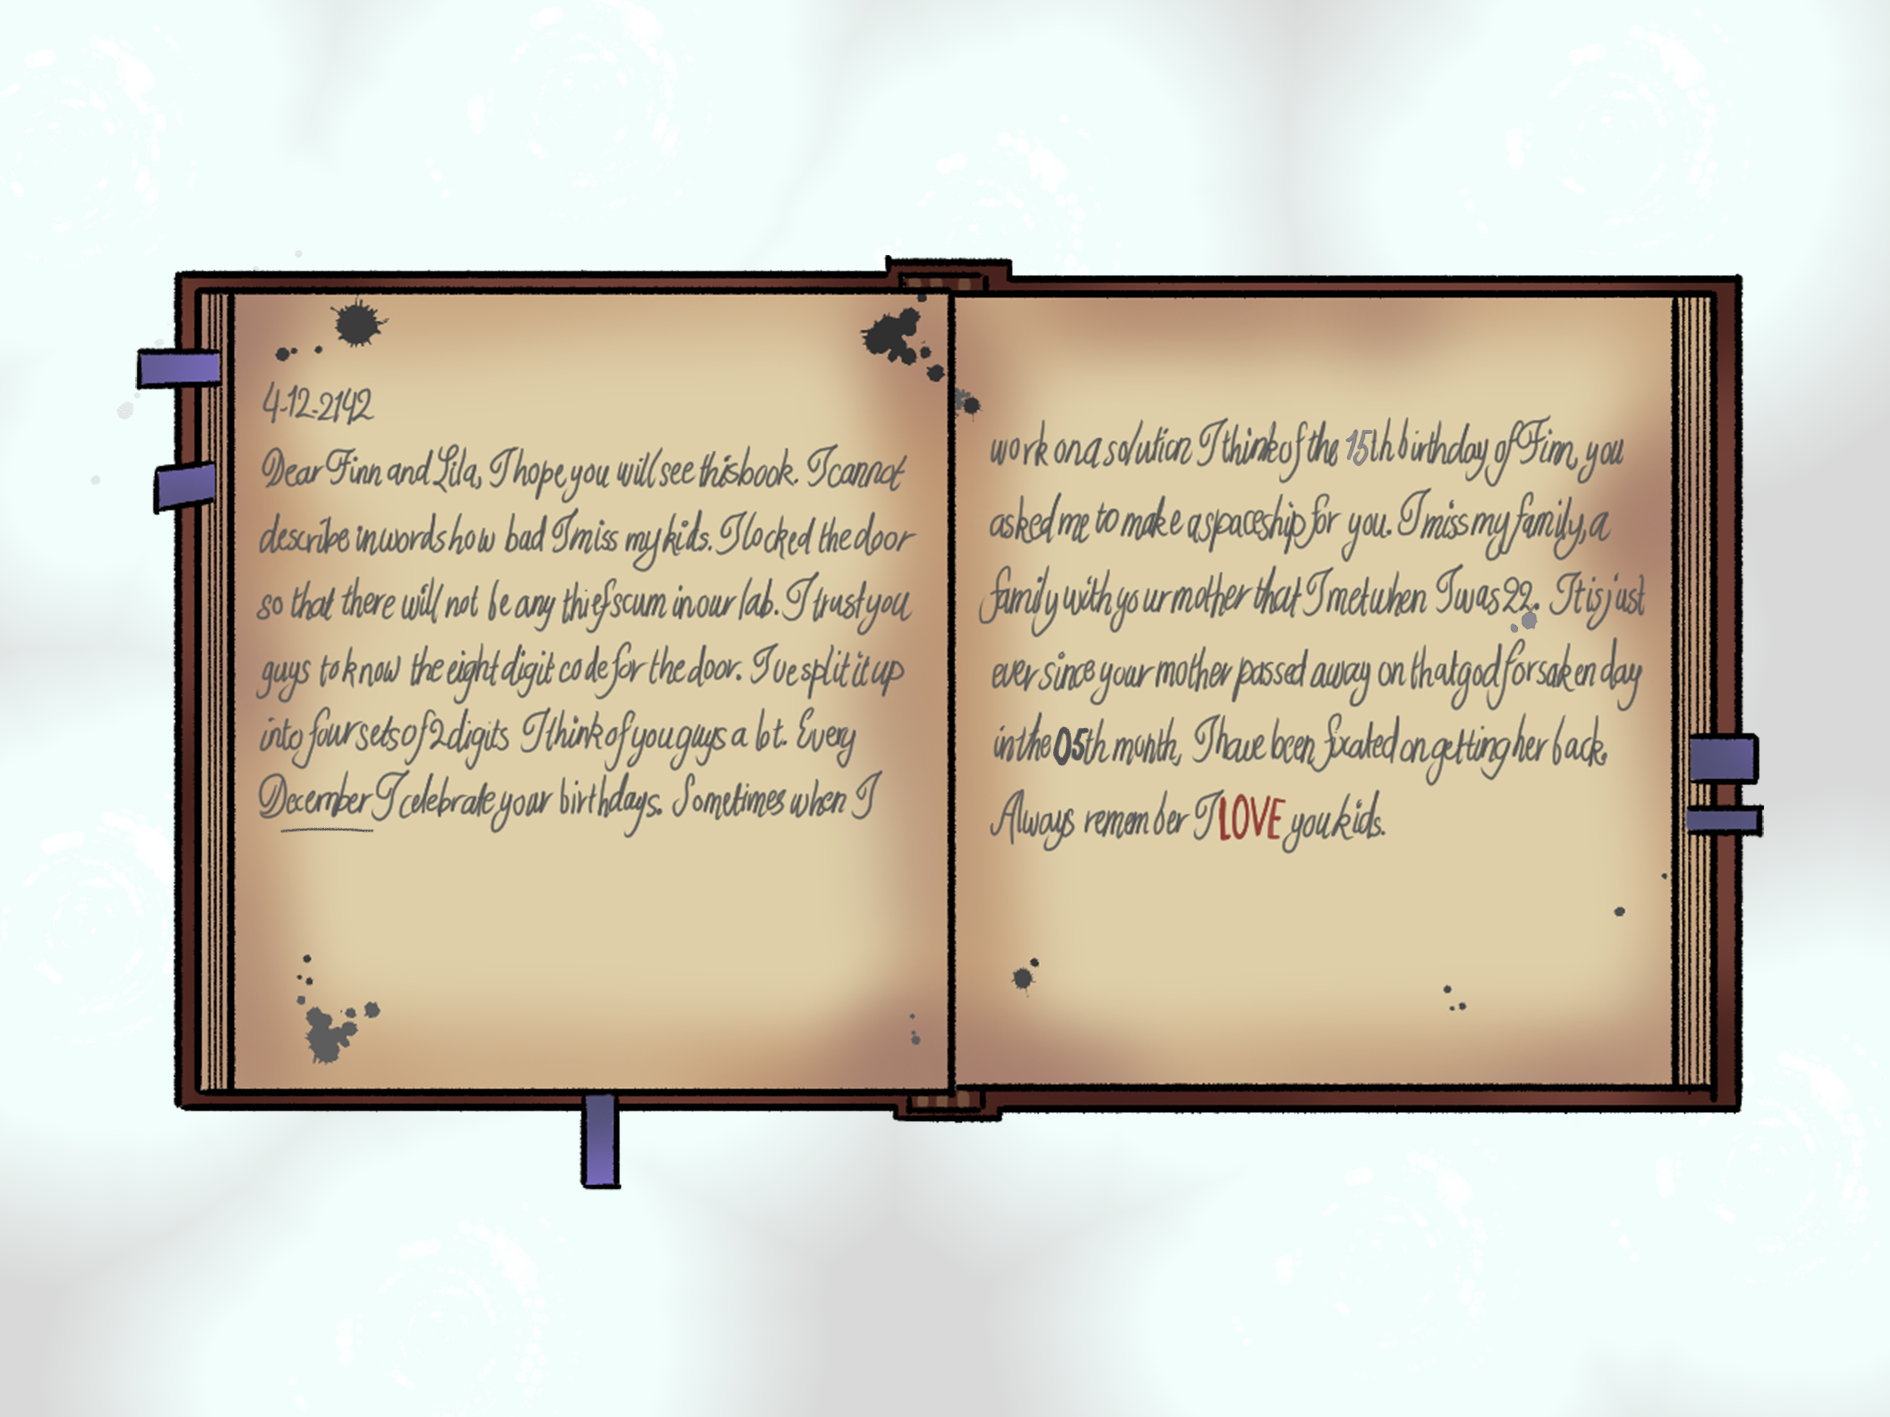 4-12-2142
Dear Finn and Lila, I hope you will see this book. I cannot
describe in words how bad I miss my kids. I locked the door
so that there will not be any thief scum in our lab. I trust you
guys to know the eight digit code for the door. I've split it up
into four sets of 2 digits I think of you guys a lot. Every
December I celebrate your birthdays. Sometimes when I
work on a solution I think of the 15th birthday of Finn, you
asked me to make a spaceship for you. I miss my family, a
family with your mother that I met when I was 22. It is just
ever since your mother passed away on that god forsaken day
in the 05th month, I have been fixated on getting her back.
Always remember I LOVE you kids.